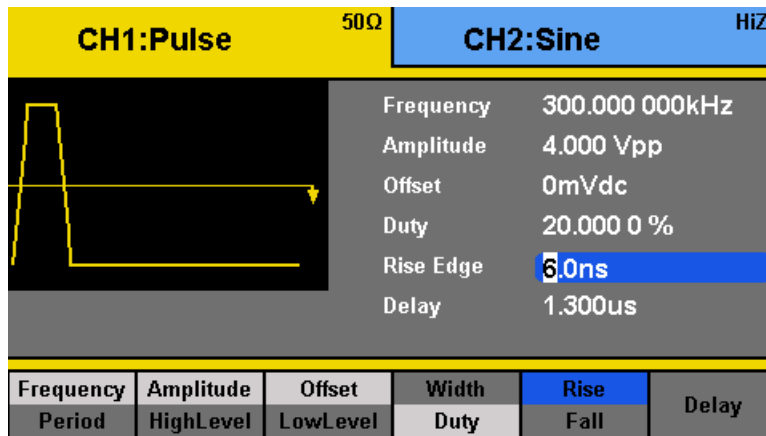 CH1:Pulse 50Ω CH2:Sine HiZ
Frequency 300.000 000kHz
Amplitude 4.000 Vpp
Offset 0mVdc
Duty 20.000 0 %
Rise Edge 6.0ns
Delay 1.300us
Frequency Amplitude Offset Width Rise Delay
Period HighLevel LowLevel Duty Fall